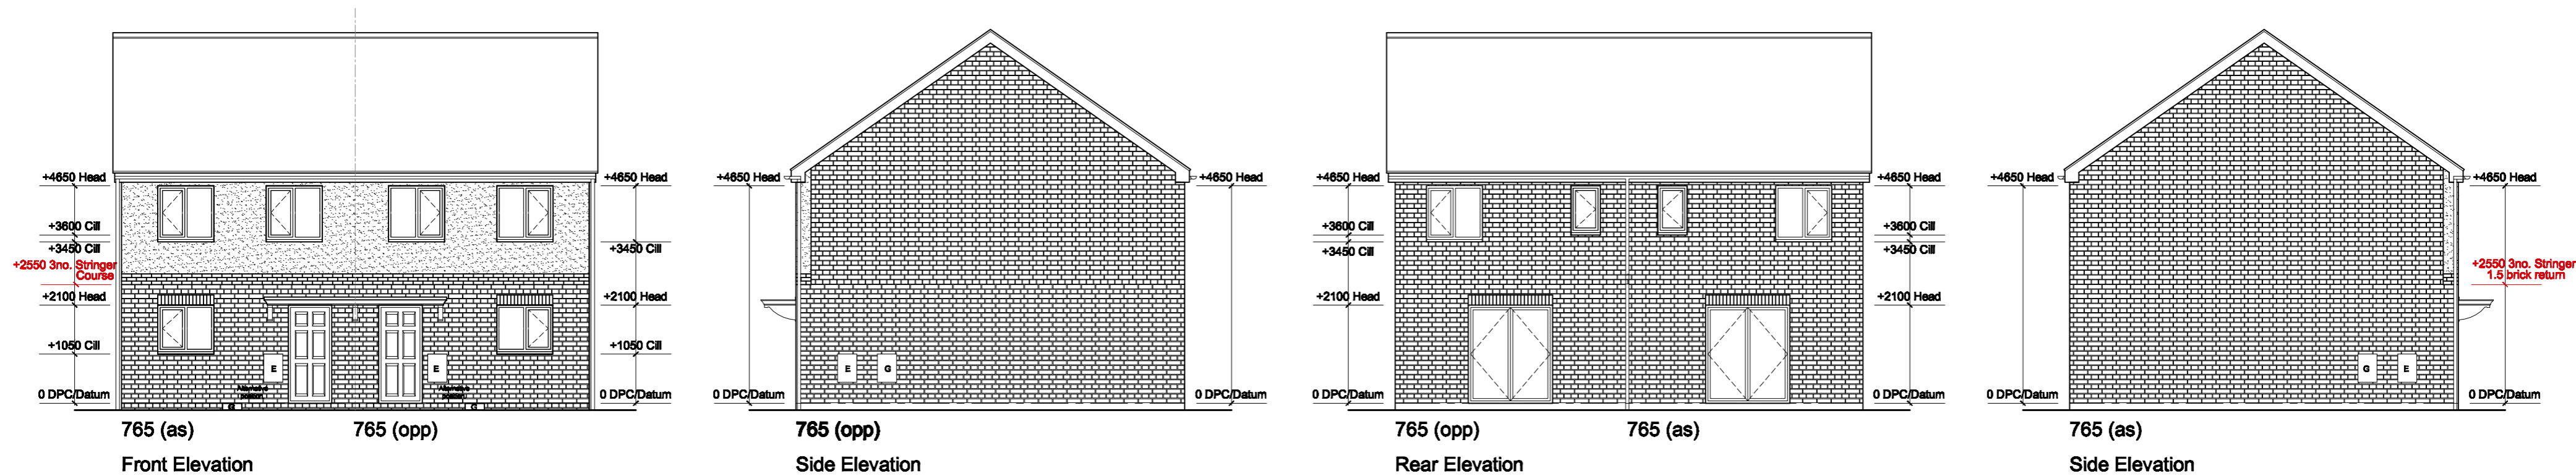 +4650 Head
+3600 Cill
+3450 Cill
+2550 3no. Stringer
Course
+2100 Head
+1050 Cill
0 DPC/Datum
E
Alternative
position
G
E
Alternative
position
G
+4650 Head
+3450 Cill
+2100 Head
+1050 Cill
0 DPC/Datum
765 (as)
765 (opp)
Front Elevation
+4650 Head
0 DPC/Datum
E
G
+4650 Head
0 DPC/Datum
765 (opp)
Side Elevation
+4650 Head
+3600 Cill
+3450 Cill
+2100 Head
0 DPC/Datum
+4650 Head
+3600 Cill
+3450 Cill
+2100 Head
0 DPC/Datum
765 (opp)
765 (as)
Rear Elevation
+4650 Head
0 DPC/Datum
G
E
+4650 Head
+2550 3no. Stringer
1.5 brick return
0 DPC/Datum
765 (as)
Side Elevation